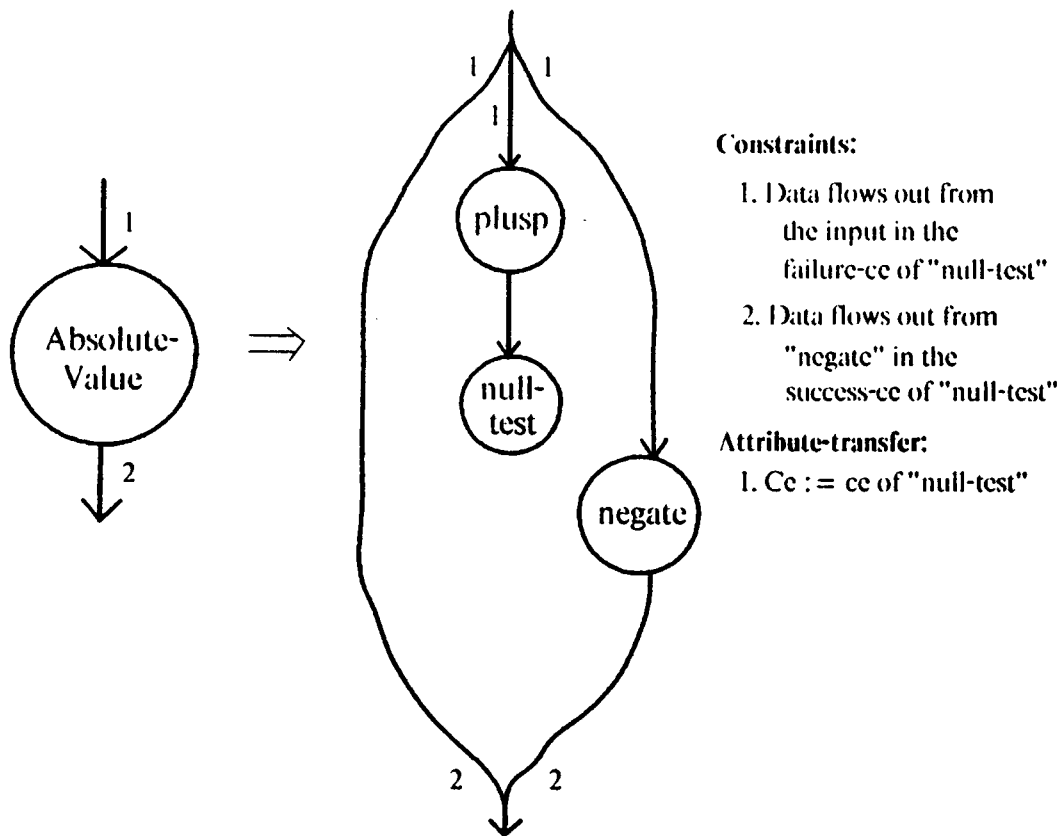 1
Absolute-
Value
2
1
1
1
plusp
null-
test
negate
2
2
Constraints:
1. Data flows out from
the input in the
failure-ce of "null-test"
2. Data flows out from
"negate" in the
success-ce of "null-test"
Attribute-transfer:
1. Ce := ce of "null-test"